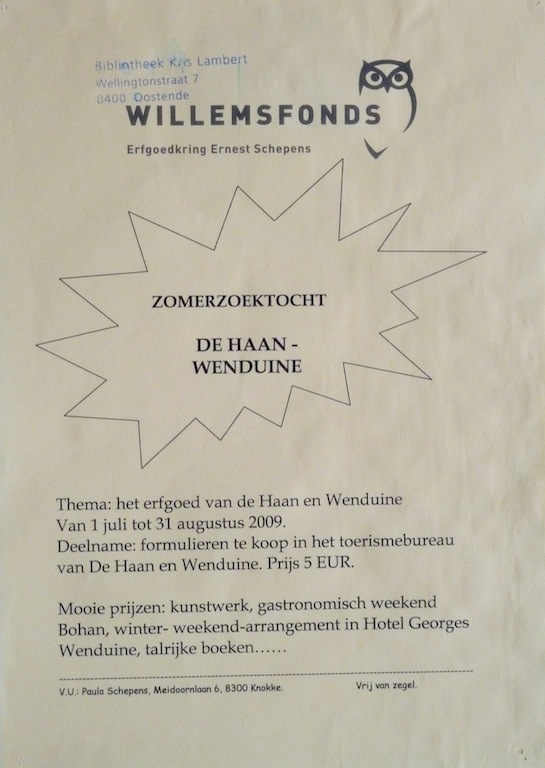 Bibliotheek Kris Lambert
Wellingtonstraat 7
8400 Oostende
WILLEMSFONDS
Erfgoedkring Ernest Schepens
ZOMERZOEKTOCHT
DE HAAN -
WENDUINE
Thema: het erfgoed van de Haan en Wenduine
Van 1 juli tot 31 augustus 2009.
Deelname: formulieren te koop in het toerismebureau
van De Haan en Wenduine. Prijs 5 EUR.
Mooie prijzen: kunstwerk, gastronomisch weekend
Bohan, winter- weekend-arrangement in Hotel Georges
Wenduine, talrijke boeken……
V.U.: Paula Schepens, Meidoornlaan 6, 8300 Knokke. Vrij van zegel.